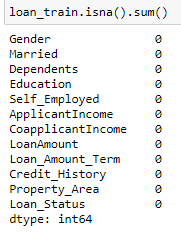 loan_train.isna().sum()
Gender 0
Married 0
Dependents 0
Education 0
Self_Employed 0
ApplicantIncome 0
CoapplicantIncome 0
LoanAmount 0
Loan_Amount_Term 0
Credit_History 0
Property_Area 0
Loan_Status 0
dtype: int64